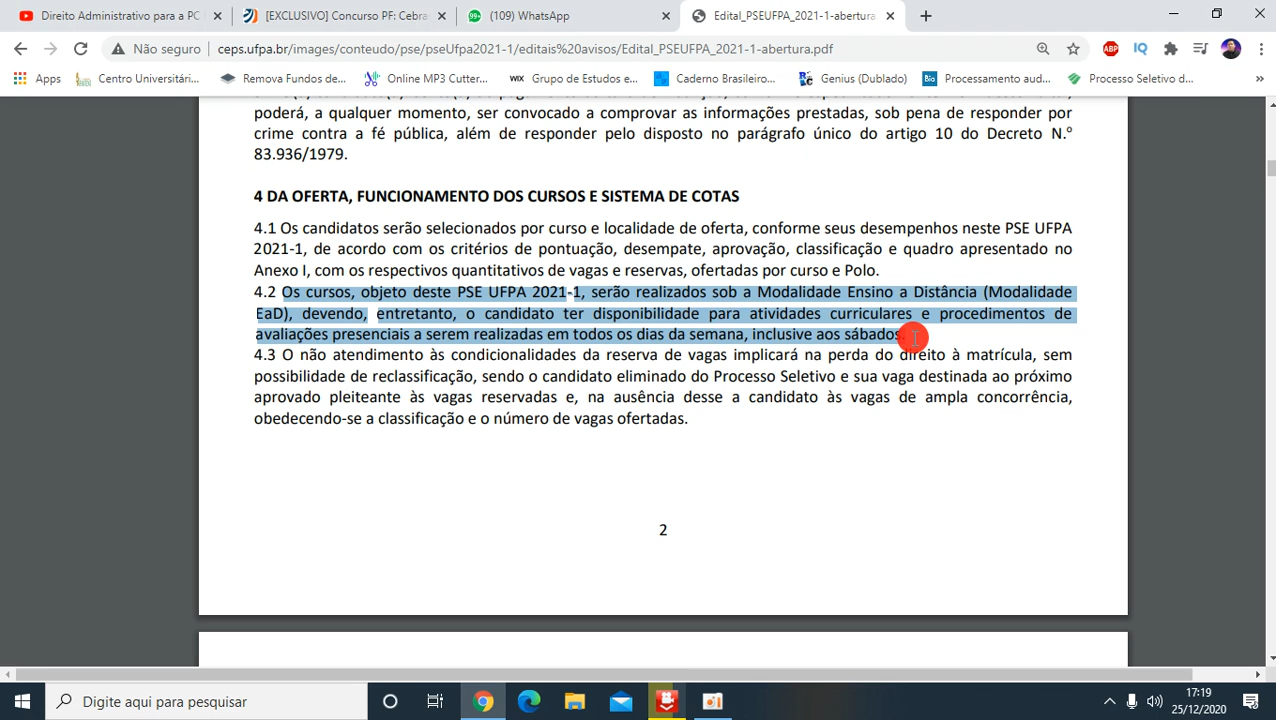 Direito Administrativo para a PC
[EXCLUSIVO] Concurso PF: Cebra
99+
(109) WhatsApp
Edital_PSEUFPA_2021-1-abertura
Não seguro
ceps.ufpa.br/images/conteudo/pse/pseUfpa2021-1/editais%20avisos/Edital_PSEUFPA_2021-1-abertura.pdf
ABP
IQ
Apps
Centro Universitári...
Remova Fundos de...
Online MP3 Cutter...
WIX
Grupo de Estudos e...
Caderno Brasileiro...
Genius (Dublado)
Bio
Processamento aud...
Processo Seletivo d...
»
poderá, a qualquer momento, ser convocado a comprovar as informações prestadas, sob pena de responder por
crime contra a fé pública, além de responder pelo disposto no parágrafo único do artigo 10 do Decreto N.º
83.936/1979.
4 DA OFERTA, FUNCIONAMENTO DOS CURSOS E SISTEMA DE COTAS
4.1 Os candidatos serão selecionados por curso e localidade de oferta, conforme seus desempenhos neste PSE UFPA
2021-1, de acordo com os critérios de pontuação, desempate, aprovação, classificação e quadro apresentado no
Anexo I, com os respectivos quantitativos de vagas e reservas, ofertadas por curso e Polo.
4.2 Os cursos, objeto deste PSE UFPA 2021-1, serão realizados sob a Modalidade Ensino a Distância (Modalidade
EaD), devendo, entretanto, o candidato ter disponibilidade para atividades curriculares e procedimentos de
avaliações presenciais a serem realizadas em todos os dias da semana, inclusive aos sábados.
4.3 O não atendimento às condicionalidades da reserva de vagas implicará na perda do direito à matrícula, sem
possibilidade de reclassificação, sendo o candidato eliminado do Processo Seletivo e sua vaga destinada ao próximo
aprovado pleiteante às vagas reservadas e, na ausência desse a candidato às vagas de ampla concorrência,
obedecendo-se a classificação e o número de vagas ofertadas.
2
Digite aqui para pesquisar
17:19
25/12/2020